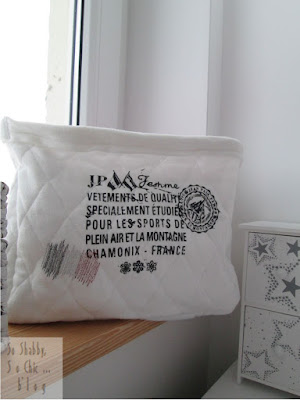 JP Femme
VETEMENTS DE QUALITE
SPECIALEMENT ETUDIES
POUR LES SPORTS DE
PLEIN AIR ET LA MONTAGNE
CHAMONIX - FRANCE
So Shabby,
So Chic ...
blog